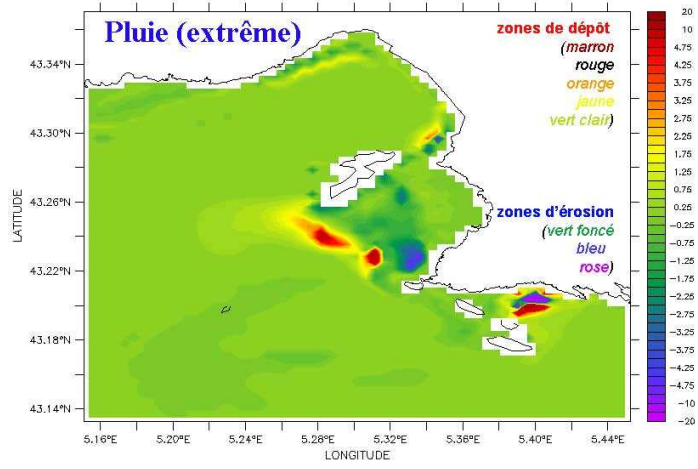 Pluie (extrême)
zones de dépôt
(marron
rouge
orange
jaune
vert clair)
zones d'érosion
(vert foncé
bleu
rose)
LATITUDE
43.34°N
43.30°N
43.26°N
43.22°N
43.18°N
43.14°N
5.16°E 5.20°E 5.24°E 5.28°E 5.32°E 5.36°E 5.40°E 5.44°E
LONGITUDE
20
10
4.75
4.25
3.75
3.25
2.75
2.25
1.75
1.25
0.75
0.25
-0.25
-0.75
-1.25
-1.75
-2.25
-2.75
-3.25
-3.75
-4.25
-4.75
-10
-20